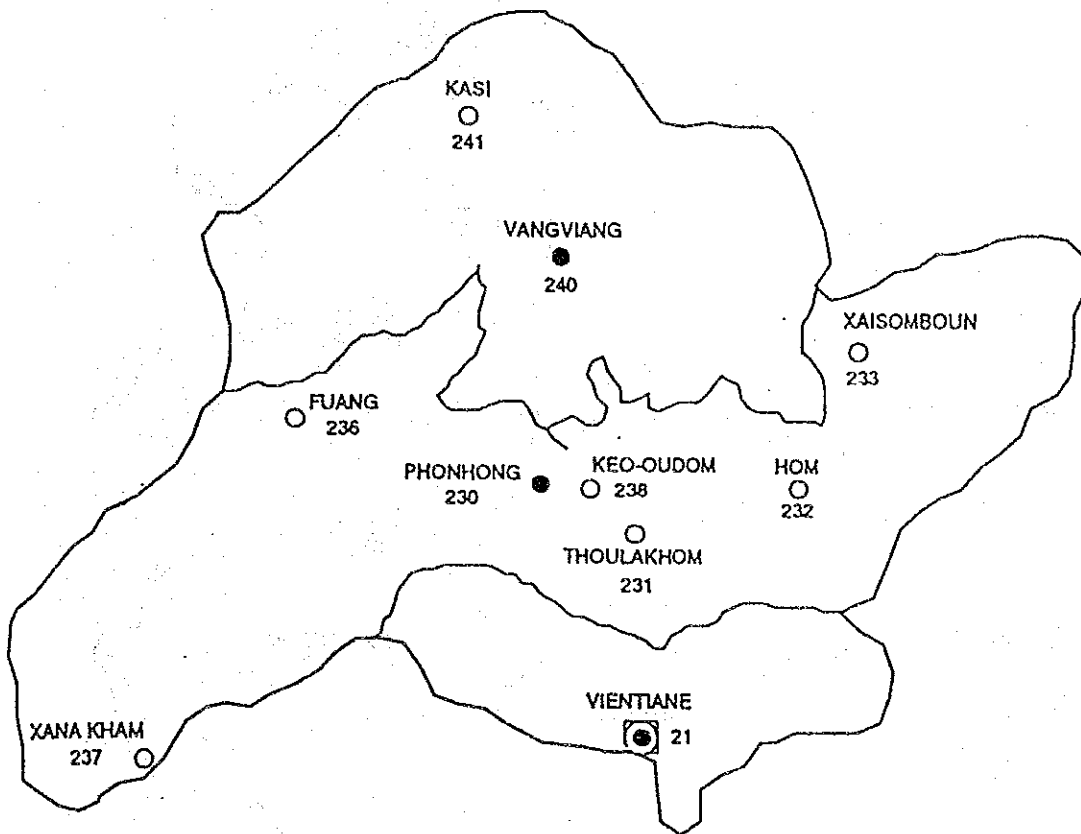 KASI
241
VANGVIANG
240
XAISOMBOUN
233
FUANG
236
PHONHONG
230
KEO-OUDOM
238
HOM
232
THOULAKHOM
231
VIENTIANE
21
XANA KHAM
237